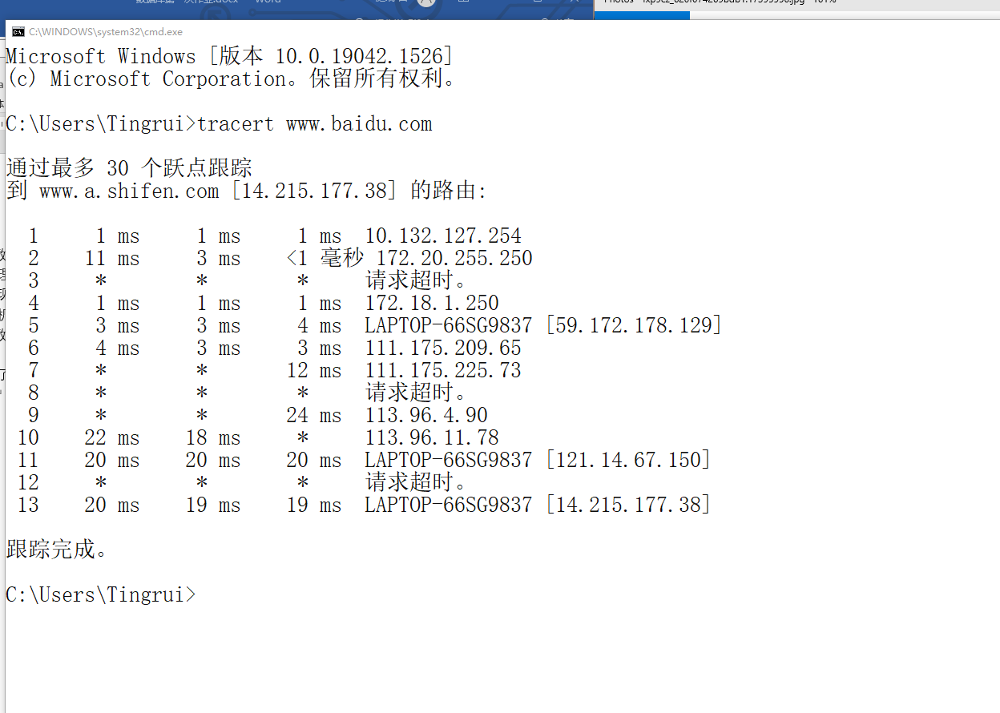 C:\WINDOWS\system32\cmd.exe
Microsoft Windows [版本 10.0.19042.1526]
(c) Microsoft Corporation。保留所有权利。
C:\Users\Tingrui>tracert www.baidu.com
通过最多 30 个跃点跟踪
到 www.a.shifen.com [14.215.177.38] 的路由:
1 1 ms 1 ms 1 ms 10.132.127.254
2 11 ms 3 ms <1 毫秒 172.20.255.250
3 * * * 请求超时。
4 1 ms 1 ms 1 ms 172.18.1.250
5 3 ms 3 ms 4 ms LAPTOP-66SG9837 [59.172.178.129]
6 4 ms 3 ms 3 ms 111.175.209.65
7 * * 12 ms 111.175.225.73
8 * * * 请求超时。
9 * * 24 ms 113.96.4.90
10 22 ms 18 ms * 113.96.11.78
11 20 ms 20 ms 20 ms LAPTOP-66SG9837 [121.14.67.150]
12 * * * 请求超时。
13 20 ms 19 ms 19 ms LAPTOP-66SG9837 [14.215.177.38]
跟踪完成。
C:\Users\Tingrui>